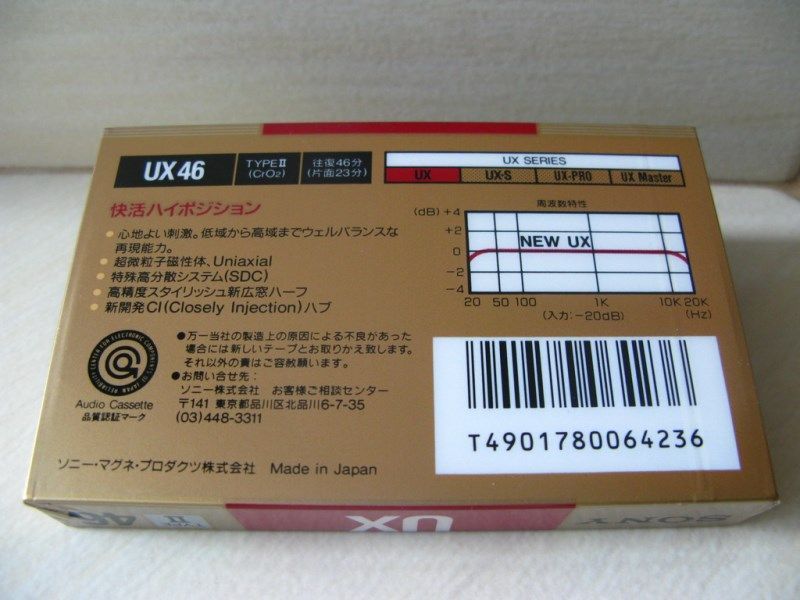 UX46
TYPEⅡ
(CrO2)
往復46分
(片面23分)
UX SERIES
UX UX-S UX-PRO UX Master
快活ハイポジション
• 心地よい刺激。低域から高域までウェルバランスな
再現能力。
• 超微粒子磁性体、Uniaxial
• 特殊高分散システム(SDC)
• 高精度スタイリッシュ新広窓ハーフ
• 新開発CI(Closely Injection)ハブ
周波数特性
(dB) +4
+2
0
−2
−4
NEW UX
20 50 100 1K 10K 20K
(入力:−20dB) (Hz)
RELIABILITY CENTER FOR ELECTRONIC COMPONENTS OF JAPAN
Audio Cassette
品質認証マーク
●万一当社の製造上の原因による不良があった
場合には新しいテープとお取りかえ致します。
それ以外の責はご容赦願います。
●お問い合せ先:
ソニー株式会社 お客様ご相談センター
〒141 東京都品川区北品川6-7-35
(03)448-3311
T4901780064236
ソニー・マグネ・プロダクツ株式会社 Made in Japan
SONY
UX
Ⅱ
46